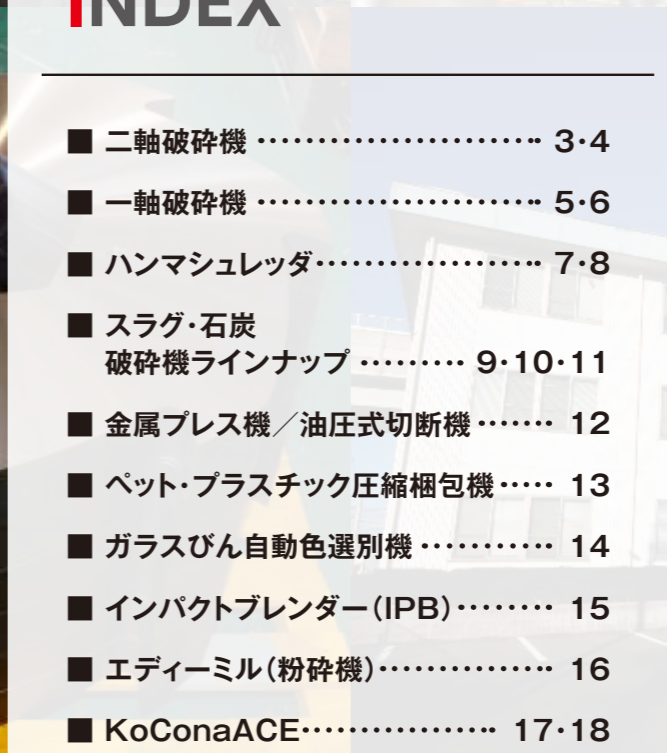 INDEX
■ 二軸破砕機 ························ 3·4
■ 一軸破砕機 ························ 5·6
■ ハンマシュレッダ··················· 7·8
■ スラグ・石炭
破砕機ラインナップ ········· 9·10·11
■ 金属プレス機／油圧式切断機······· 12
■ ペット・プラスチック圧縮梱包機····· 13
■ ガラスびん自動色選別機 ··········· 14
■ インパクトブレンダー（IPB）········ 15
■ エディーミル（粉砕機）··············· 16
■ KoConaACE················· 17·18